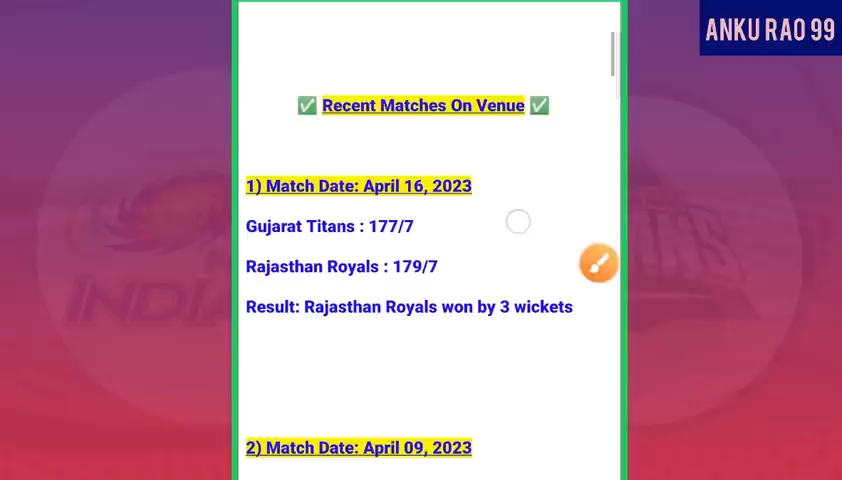 ANKU RAO 99
✅ Recent Matches On Venue ✅
1) Match Date: April 16, 2023
Gujarat Titans : 177/7
Rajasthan Royals : 179/7
Result: Rajasthan Royals won by 3 wickets
2) Match Date: April 09, 2023